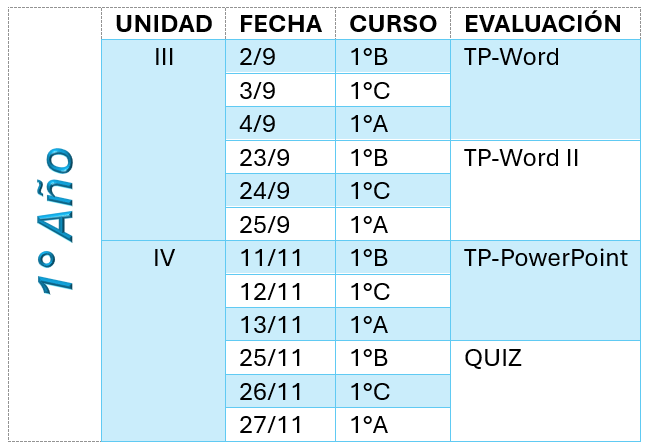 1° Año
UNIDAD FECHA CURSO EVALUACIÓN
III 2/9 1°B TP-Word
3/9 1°C
4/9 1°A
23/9 1°B TP-Word II
24/9 1°C
25/9 1°A
IV 11/11 1°B TP-PowerPoint
12/11 1°C
13/11 1°A
25/11 1°B QUIZ
26/11 1°C
27/11 1°A